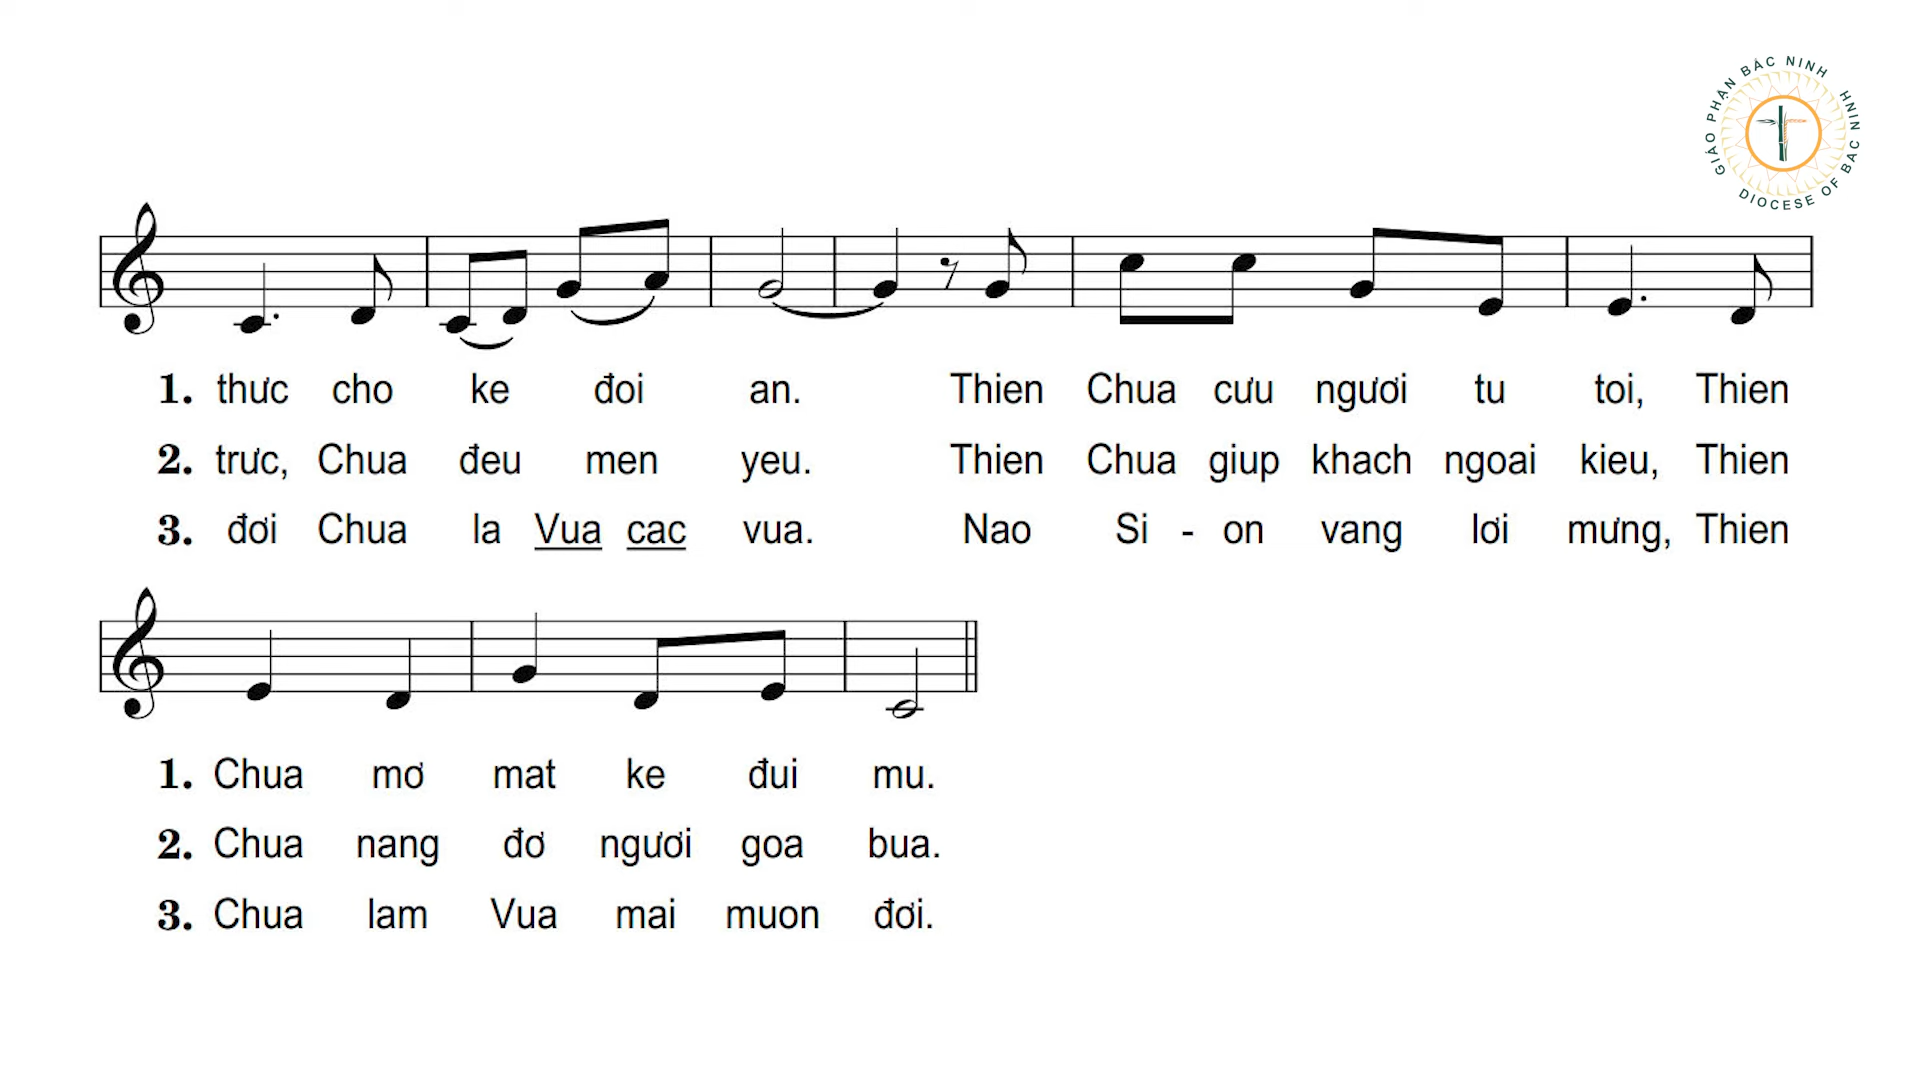 GIÁO PHẬN BẮC NINH
DIOCESE OF BAC NINH
1. thưc cho ke đoi an. Thien Chua cưu ngươi tu toi, Thien
2. trưc, Chua đeu men yeu. Thien Chua giup khach ngoai kieu, Thien
3. đơi Chua la Vua cac vua. Nao Si - on vang lơi mưng, Thien
1. Chua mơ mat ke đui mu.
2. Chua nang đơ ngươi goa bua.
3. Chua lam Vua mai muon đơi.